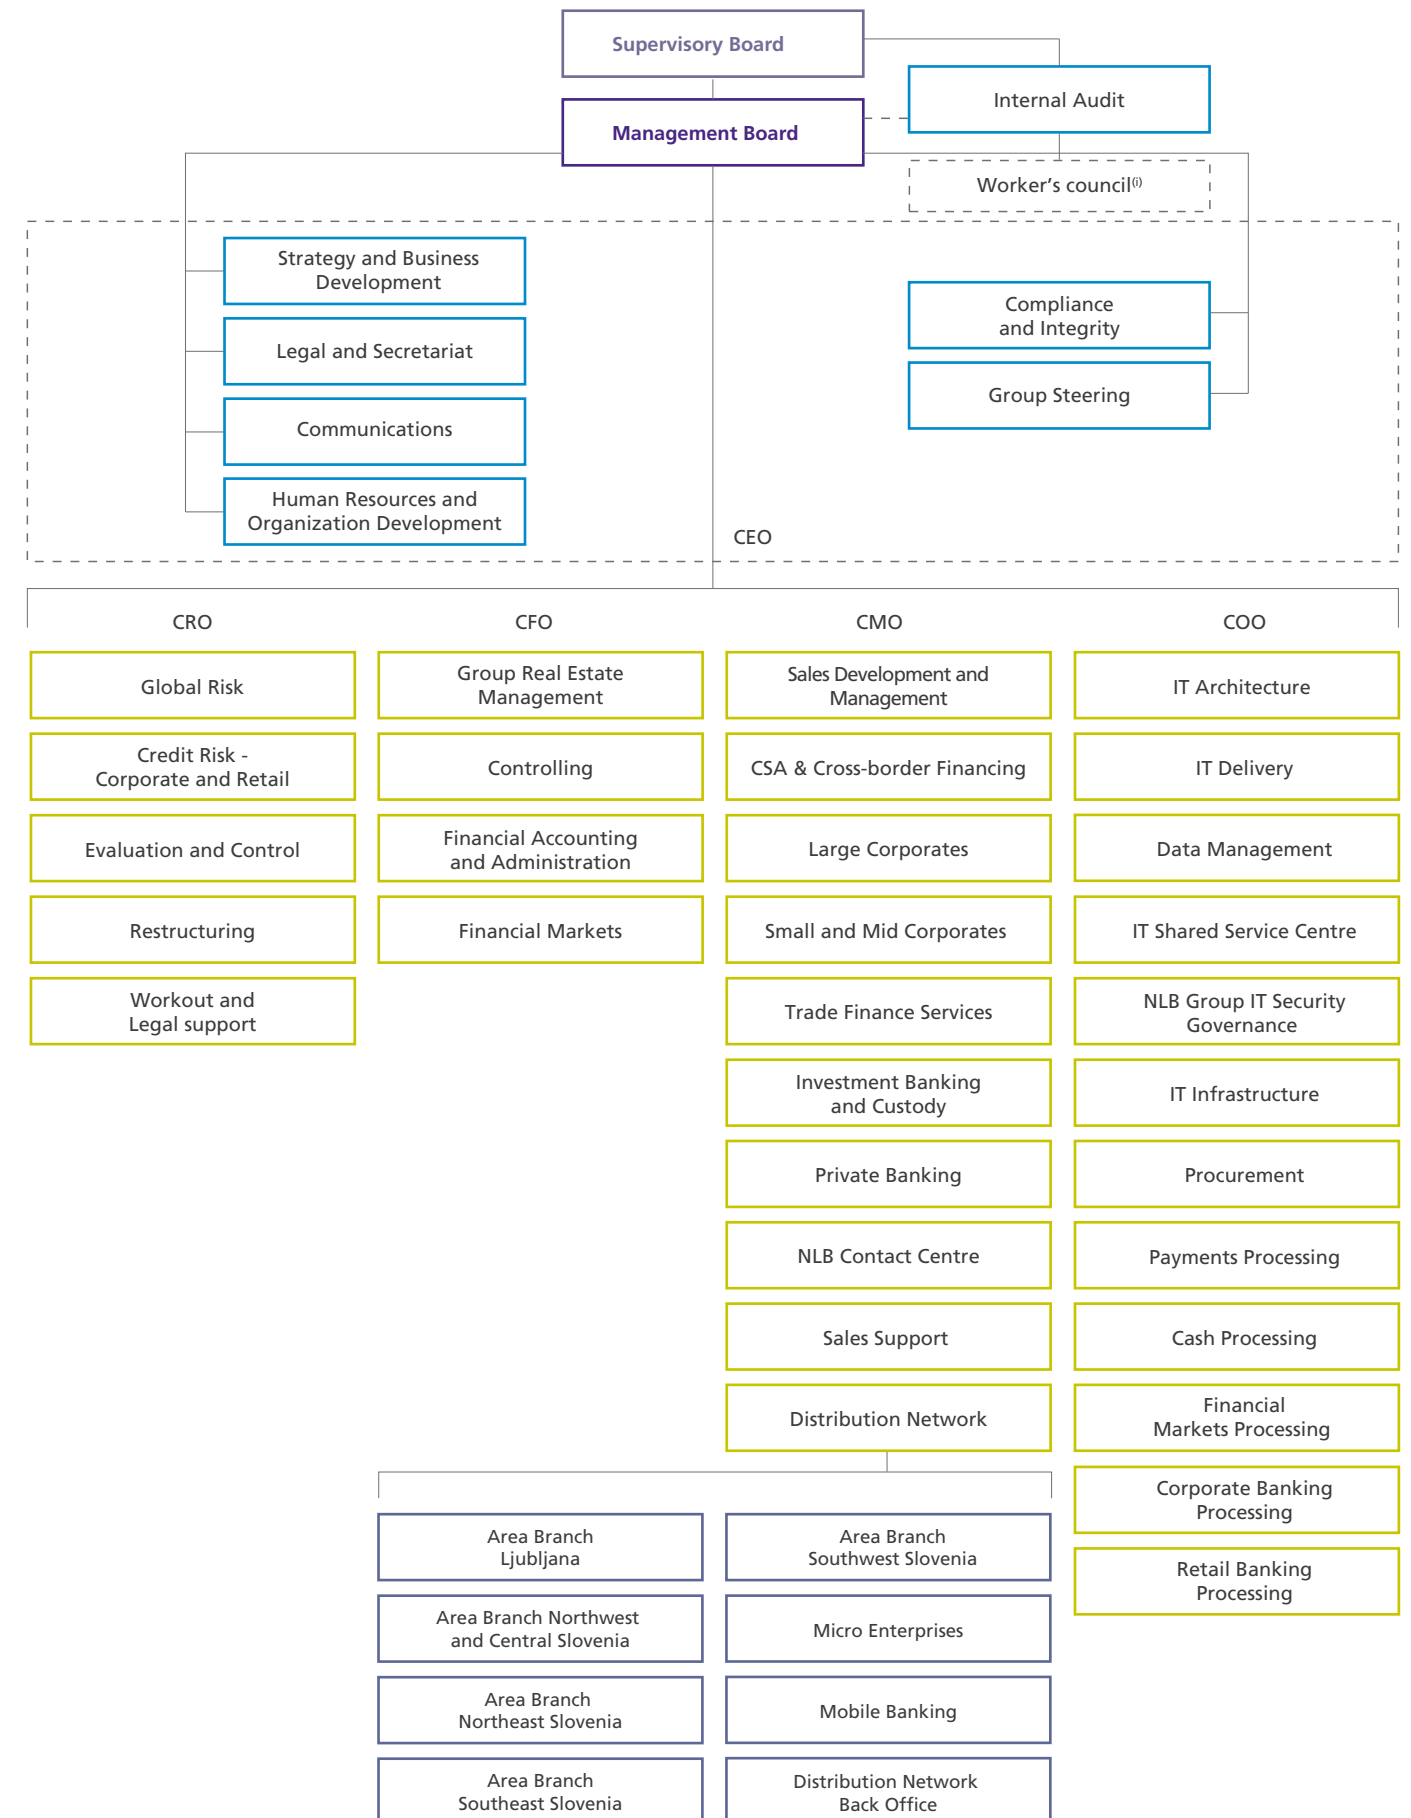 Supervisory Board
Internal Audit
Management Board
Worker's council(i)
Strategy and Business
Development
Legal and Secretariat
Communications
Human Resources and
Organization Development
Compliance
and Integrity
Group Steering
CEO
CRO
Global Risk
Credit Risk -
Corporate and Retail
Evaluation and Control
Restructuring
Workout and
Legal support
CFO
Group Real Estate
Management
Controlling
Financial Accounting
and Administration
Financial Markets
CMO
Sales Development and
Management
CSA & Cross-border Financing
Large Corporates
Small and Mid Corporates
Trade Finance Services
Investment Banking
and Custody
Private Banking
NLB Contact Centre
Sales Support
Distribution Network
COO
IT Architecture
IT Delivery
Data Management
IT Shared Service Centre
NLB Group IT Security
Governance
IT Infrastructure
Procurement
Payments Processing
Cash Processing
Financial
Markets Processing
Corporate Banking
Processing
Retail Banking
Processing
Area Branch
Ljubljana
Area Branch Northwest
and Central Slovenia
Area Branch
Northeast Slovenia
Area Branch
Southeast Slovenia
Area Branch
Southwest Slovenia
Micro Enterprises
Mobile Banking
Distribution Network
Back Office